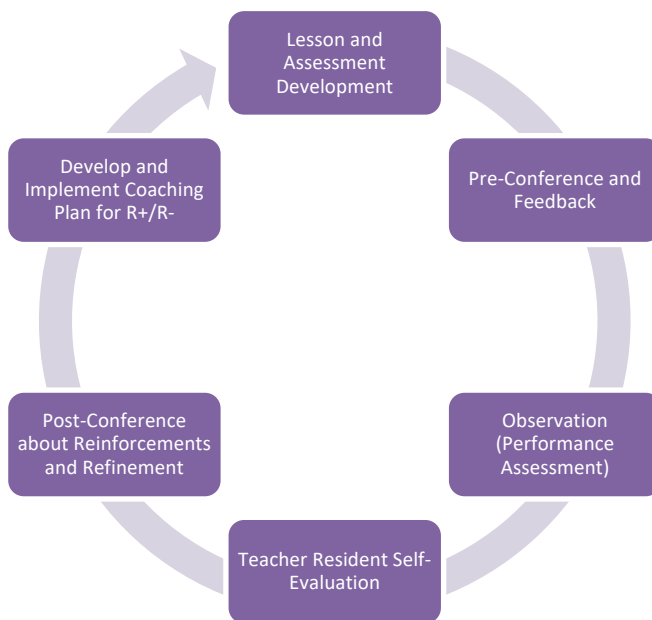 Lesson and
Assessment
Development
Pre-Conference and
Feedback
Observation
(Performance
Assessment)
Teacher Resident Self-
Evaluation
Post-Conference
about Reinforcements
and Refinement
Develop and
Implement Coaching
Plan for R+/R-